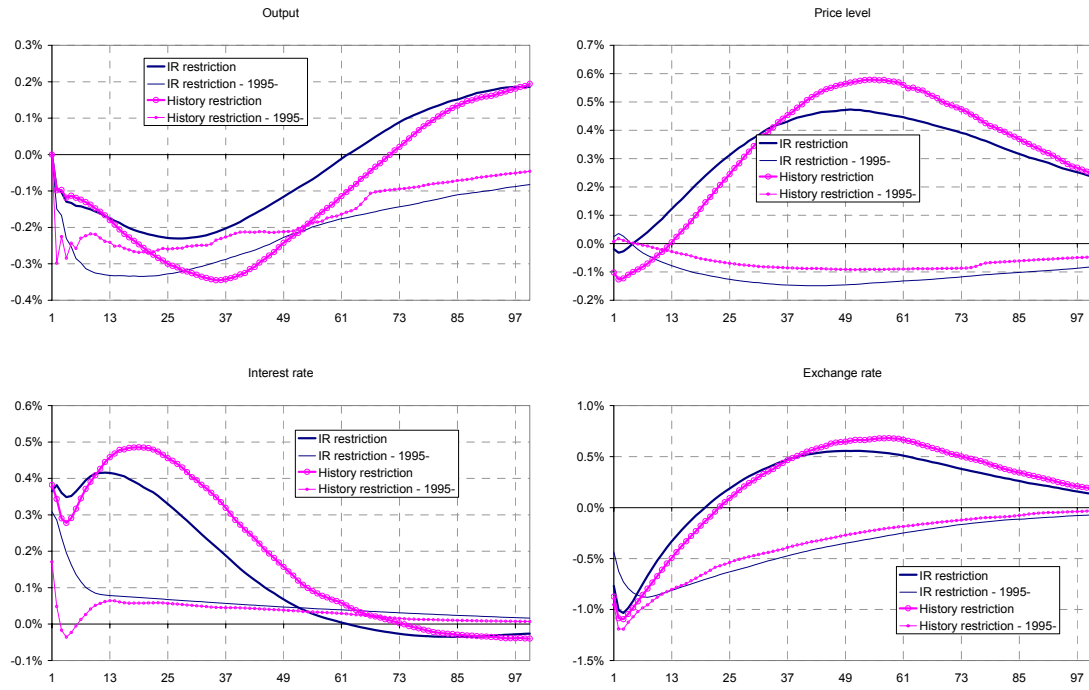 Output
0.3%
0.2%
0.1%
0.0%
-0.1%
-0.2%
-0.3%
-0.4%
1 13 25 37 49 61 73 85 97
IR restriction
IR restriction - 1995-
History restriction
History restriction - 1995-
Price level
0.7%
0.6%
0.5%
0.4%
0.3%
0.2%
0.1%
0.0%
-0.1%
-0.2%
1 13 25 37 49 61 73 85 97
IR restriction
IR restriction - 1995-
History restriction
History restriction - 1995-
Interest rate
0.6%
0.5%
0.4%
0.3%
0.2%
0.1%
0.0%
-0.1%
1 13 25 37 49 61 73 85 97
IR restriction
IR restriction - 1995-
History restriction
History restriction - 1995-
Exchange rate
1.0%
0.5%
0.0%
-0.5%
-1.0%
-1.5%
1 13 25 37 49 61 73 85 97
IR restriction
IR restriction - 1995-
History restriction
History restriction - 1995-